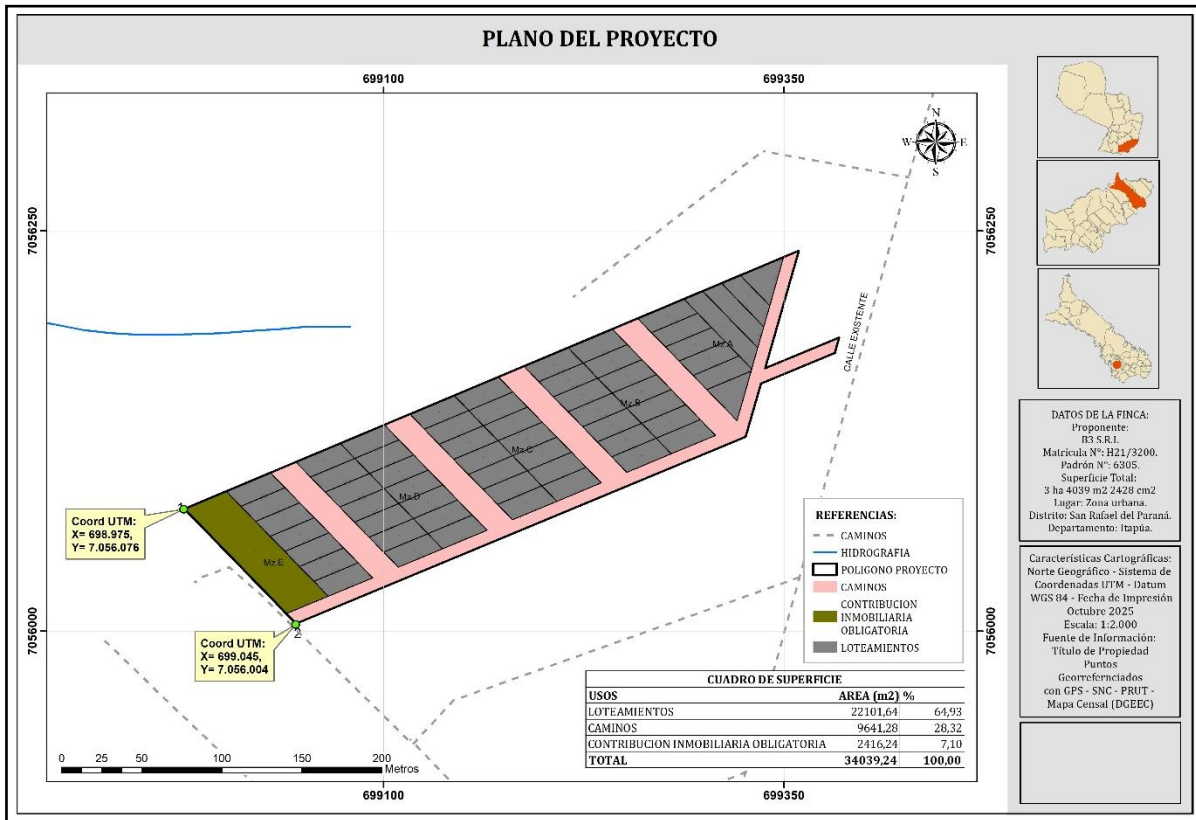 PLANO DEL PROYECTO
699100
699350
7056250
7056250
N
W E
S
CALLE EXISTENTE
Mz.A
Mz.B
Mz.C
Mz.D
Mz.E
1
Coord UTM:
X= 698.975,
Y= 7.056.076
2
Coord UTM:
X= 699.045,
Y= 7.056.004
7056000
7056000
REFERENCIAS:
CAMINOS
HIDROGRAFIA
POLIGONO PROYECTO
CAMINOS
CONTRIBUCION
INMOBILIARIA
OBLIGATORIA
LOTEAMIENTOS
CUADRO DE SUPERFICIE
USOS AREA (m2) %
LOTEAMIENTOS 22101,64 64,93
CAMINOS 9641,28 28,32
CONTRIBUCION INMOBILIARIA OBLIGATORIA 2416,24 7,10
TOTAL 34039,24 100,00
0 25 50 100 150 200
Metros
699100
699350
DATOS DE LA FINCA:
Proponente:
B3 S.R.L.
Matrícula N°: H21/3200.
Padrón N°: 6305.
Superficie Total:
3 ha 4039 m2 2428 cm2
Lugar: Zona urbana.
Distrito: San Rafael del Paraná.
Departamento: Itapúa.
Características Cartográficas:
Norte Geográfico - Sistema de
Coordenadas UTM - Datum
WGS 84 - Fecha de Impresión
Octubre 2025
Escala: 1:2.000
Fuente de Información:
Título de Propiedad
Puntos
Georrefernciados
con GPS - SNC - PRUT -
Mapa Censal (DGEEC)